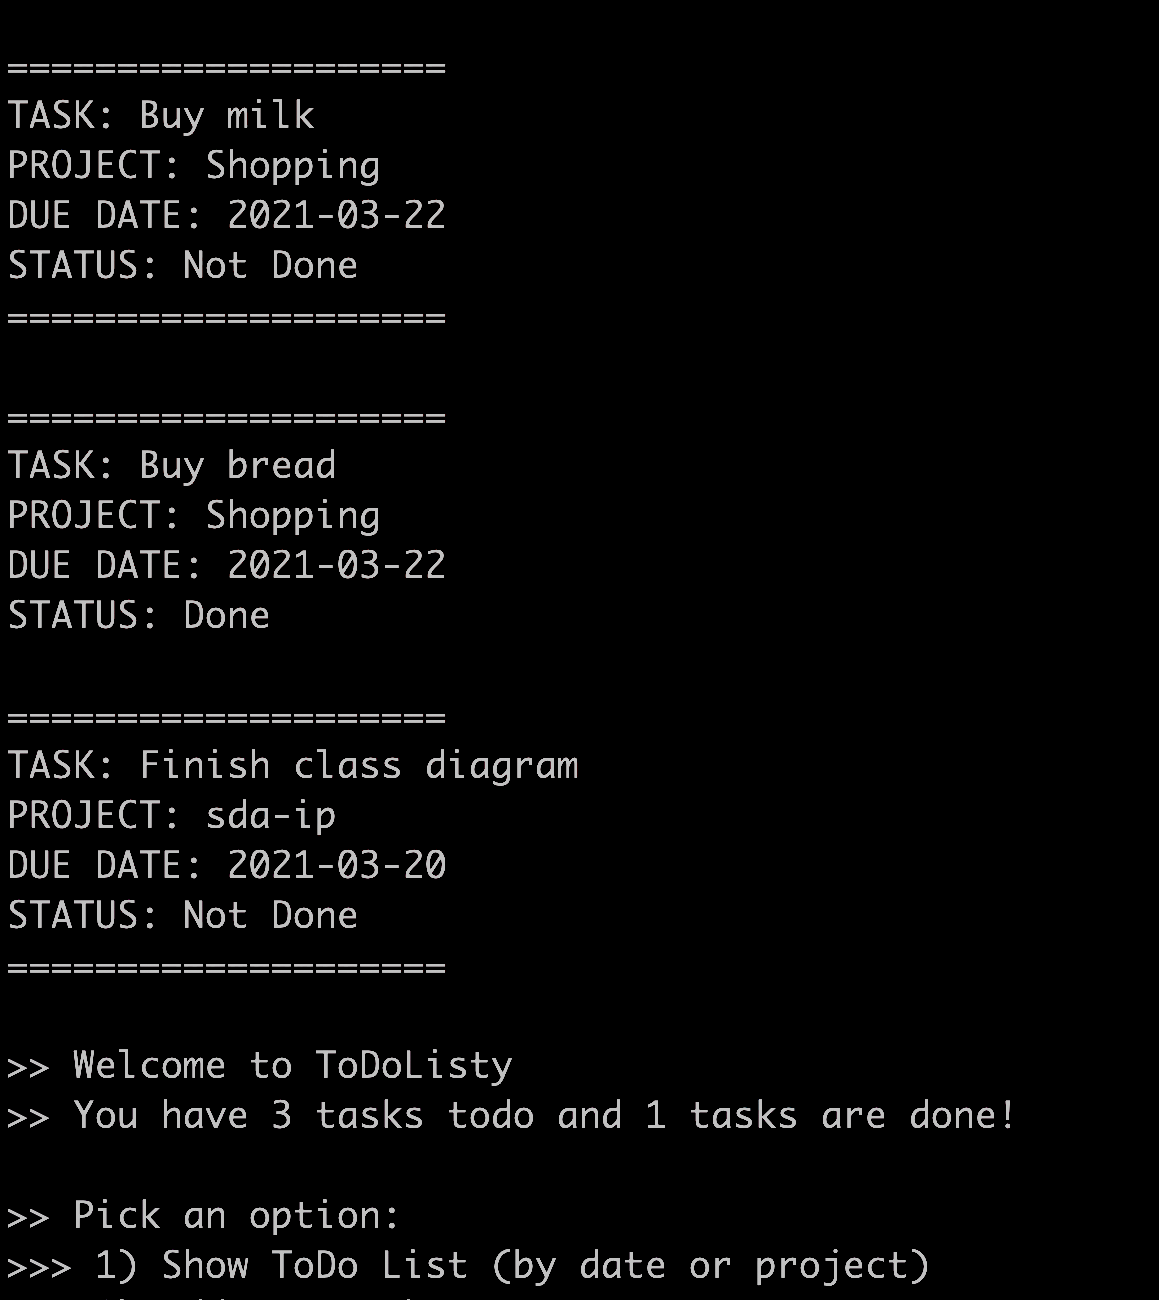 ====================
TASK: Buy milk
PROJECT: Shopping
DUE DATE: 2021-03-22
STATUS: Not Done
====================
====================
TASK: Buy bread
PROJECT: Shopping
DUE DATE: 2021-03-22
STATUS: Done
====================
TASK: Finish class diagram
PROJECT: sda-ip
DUE DATE: 2021-03-20
STATUS: Not Done
====================
>> Welcome to ToDoListy
>> You have 3 tasks todo and 1 tasks are done!
>> Pick an option:
>>> 1) Show ToDo List (by date or project)